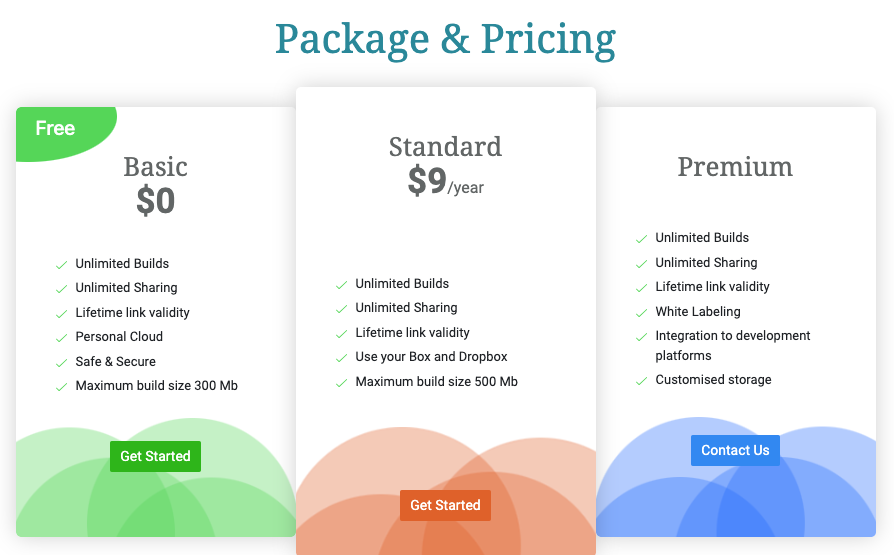 Package & Pricing
Free
Basic
$0
Unlimited Builds
Unlimited Sharing
Lifetime link validity
Personal Cloud
Safe & Secure
Maximum build size 300 Mb
Get Started
Standard
$9/year
Unlimited Builds
Unlimited Sharing
Lifetime link validity
Use your Box and Dropbox
Maximum build size 500 Mb
Get Started
Premium
Unlimited Builds
Unlimited Sharing
Lifetime link validity
White Labeling
Integration to development
platforms
Customised storage
Contact Us